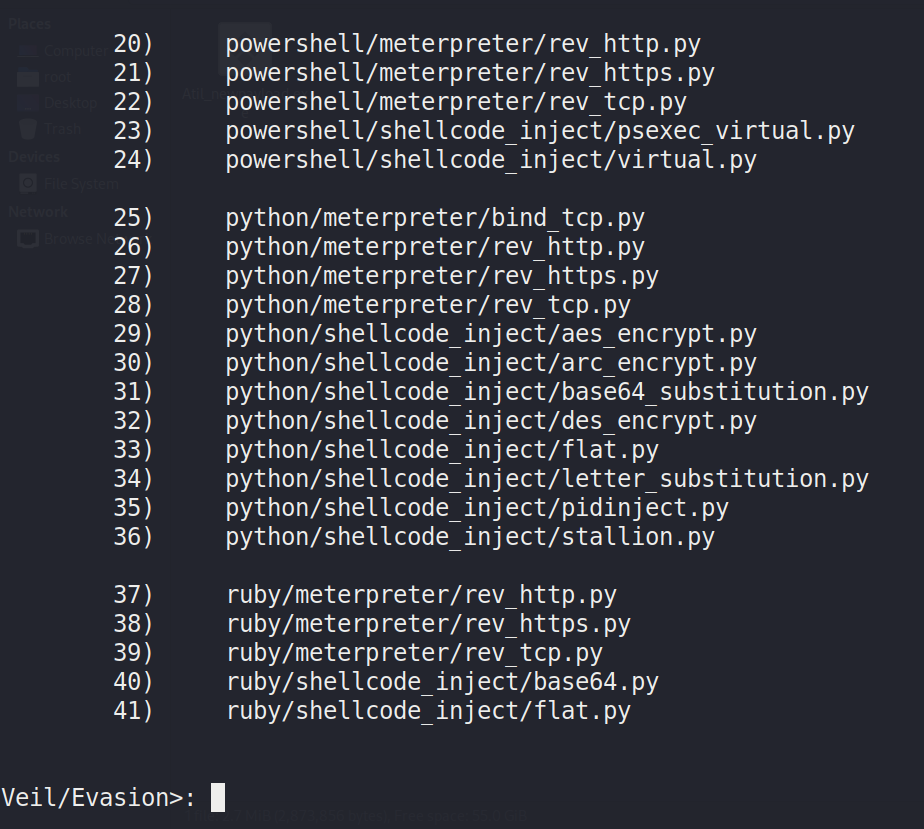 Places
Computer
root
Desktop
Trash
Devices
File System
Network
Browse
20) powershell/meterpreter/rev_http.py
21) powershell/meterpreter/rev_https.py
22) powershell/meterpreter/rev_tcp.py
23) powershell/shellcode_inject/psexec_virtual.py
24) powershell/shellcode_inject/virtual.py
25) python/meterpreter/bind_tcp.py
26) python/meterpreter/rev_http.py
27) python/meterpreter/rev_https.py
28) python/meterpreter/rev_tcp.py
29) python/shellcode_inject/aes_encrypt.py
30) python/shellcode_inject/arc_encrypt.py
31) python/shellcode_inject/base64_substitution.py
32) python/shellcode_inject/des_encrypt.py
33) python/shellcode_inject/flat.py
34) python/shellcode_inject/letter_substitution.py
35) python/shellcode_inject/pidinject.py
36) python/shellcode_inject/stallion.py
37) ruby/meterpreter/rev_http.py
38) ruby/meterpreter/rev_https.py
39) ruby/meterpreter/rev_tcp.py
40) ruby/shellcode_inject/base64.py
41) ruby/shellcode_inject/flat.py
Veil/Evasion>: